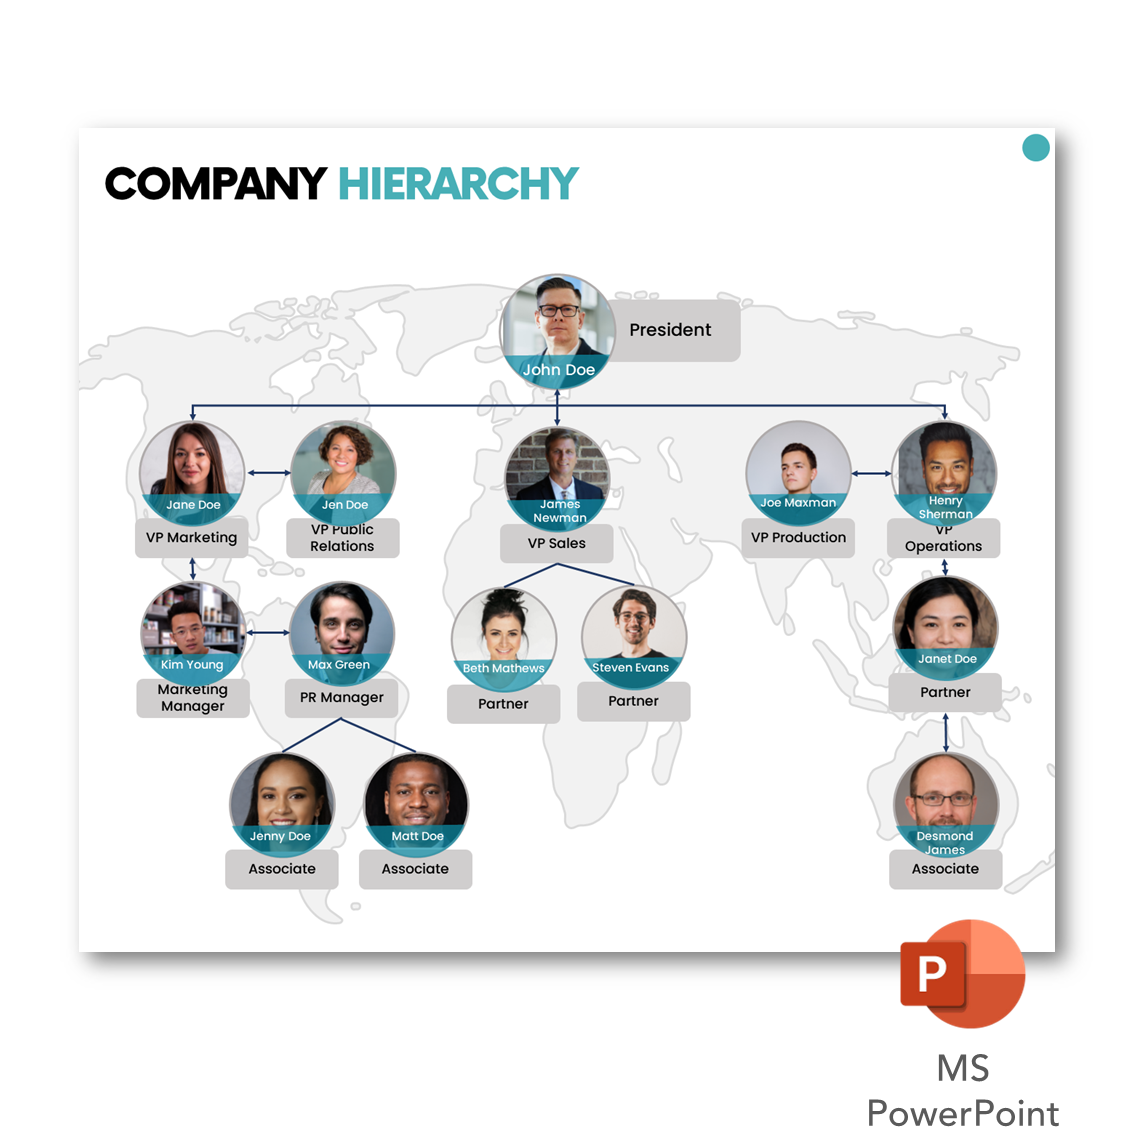 COMPANY HIERARCHY
President
John Doe
Jane Doe
Jen Doe
James
Newman
Joe Maxman
Henry
Sherman
VP Marketing
VP Public
Relations
VP Sales
VP Production
VP
Operations
Kim Young
Max Green
Beth Mathews
Steven Evans
Janet Doe
Marketing
Manager
PR Manager
Partner
Partner
Partner
Jenny Doe
Matt Doe
Desmond
James
Associate
Associate
Associate
P
MS
PowerPoint